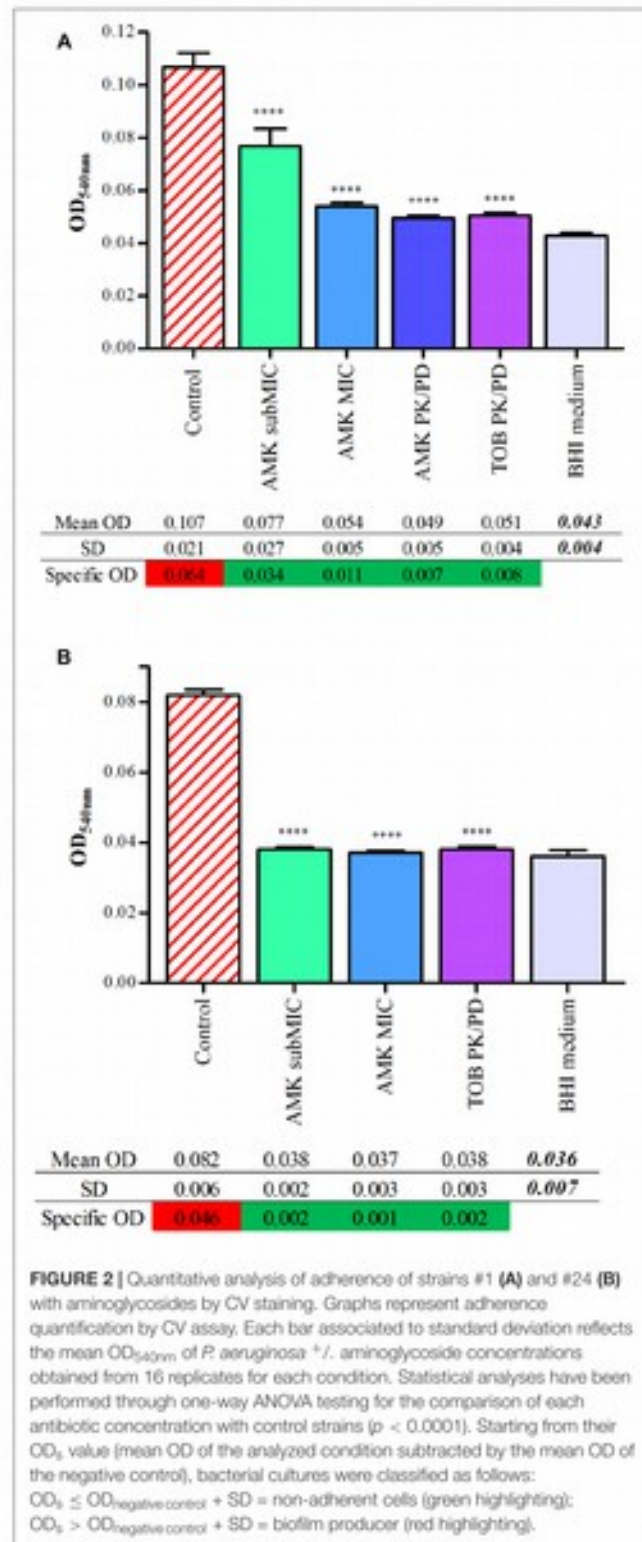 A
0.12
0.10
0.08
0.06
0.04
0.02
0.00
OD540nm
****
**** **** ****
Control
AMK subMIC
AMK MIC
AMK PK/PD
TOB PK/PD
BHI medium
Mean OD 0.107 0.077 0.054 0.049 0.051 0.043
SD 0.021 0.027 0.005 0.005 0.004 0.004
Specific OD 0.064 0.034 0.011 0.007 0.008
B
0.08
0.06
0.04
0.02
0.00
OD540nm
**** **** ****
Control
AMK subMIC
AMK MIC
TOB PK/PD
BHI medium
Mean OD 0.082 0.038 0.037 0.038 0.036
SD 0.006 0.002 0.003 0.003 0.007
Specific OD 0.046 0.002 0.001 0.002
FIGURE 2 | Quantitative analysis of adherence of strains #1 (A) and #24 (B)
with aminoglycosides by CV staining. Graphs represent adherence
quantification by CV assay. Each bar associated to standard deviation reflects
the mean OD540nm of P. aeruginosa +/. aminoglycoside concentrations
obtained from 16 replicates for each condition. Statistical analyses have been
performed through one-way ANOVA testing for the comparison of each
antibiotic concentration with control strains (p < 0.0001). Starting from their
ODs value (mean OD of the analyzed condition subtracted by the mean OD of
the negative control), bacterial cultures were classified as follows:
ODs ≤ ODnegative control + SD = non-adherent cells (green highlighting);
ODs > ODnegative control + SD = biofilm producer (red highlighting).